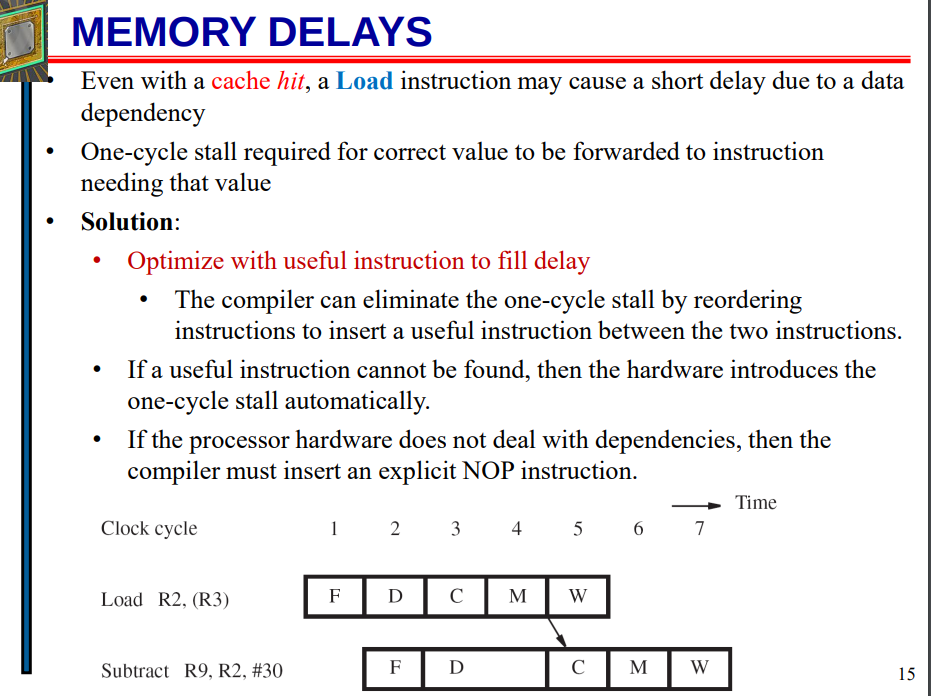 MEMORY DELAYS
• Even with a cache hit, a Load instruction may cause a short delay due to a data
dependency
• One-cycle stall required for correct value to be forwarded to instruction
needing that value
• Solution:
• Optimize with useful instruction to fill delay
• The compiler can eliminate the one-cycle stall by reordering
instructions to insert a useful instruction between the two instructions.
• If a useful instruction cannot be found, then the hardware introduces the
one-cycle stall automatically.
• If the processor hardware does not deal with dependencies, then the
compiler must insert an explicit NOP instruction.
Time
Clock cycle 1 2 3 4 5 6 7
Load R2, (R3) F D C M W
Subtract R9, R2, #30 F D C M W
15